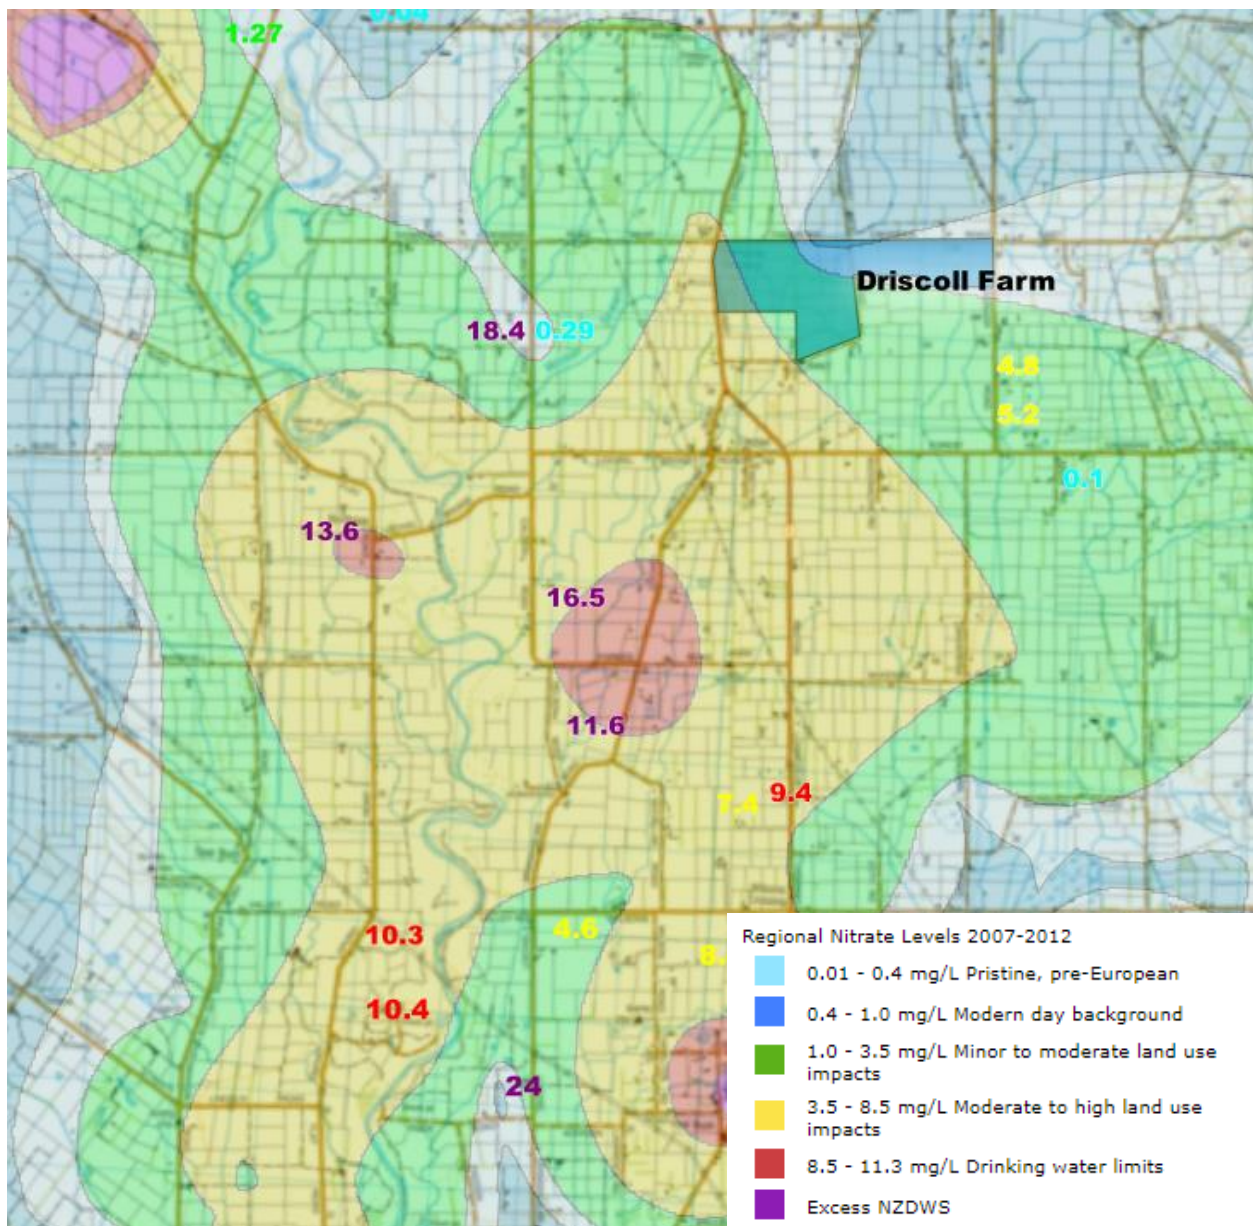 0.04
1.27
Driscoll Farm
18.4 0.29
4.8
5.2
0.1
13.6
16.5
11.6
7.4 9.4
10.3
4.6
8.
10.4
24
Regional Nitrate Levels 2007-2012
0.01 - 0.4 mg/L Pristine, pre-European
0.4 - 1.0 mg/L Modern day background
1.0 - 3.5 mg/L Minor to moderate land use
impacts
3.5 - 8.5 mg/L Moderate to high land use
impacts
8.5 - 11.3 mg/L Drinking water limits
Excess NZDWS